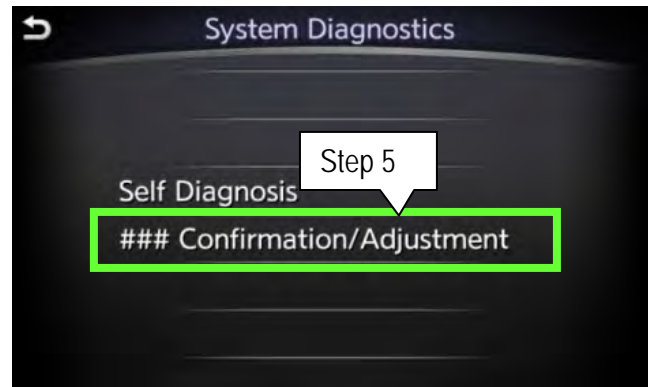 System Diagnostics
Step 5
Self Diagnosis
### Confirmation/Adjustment